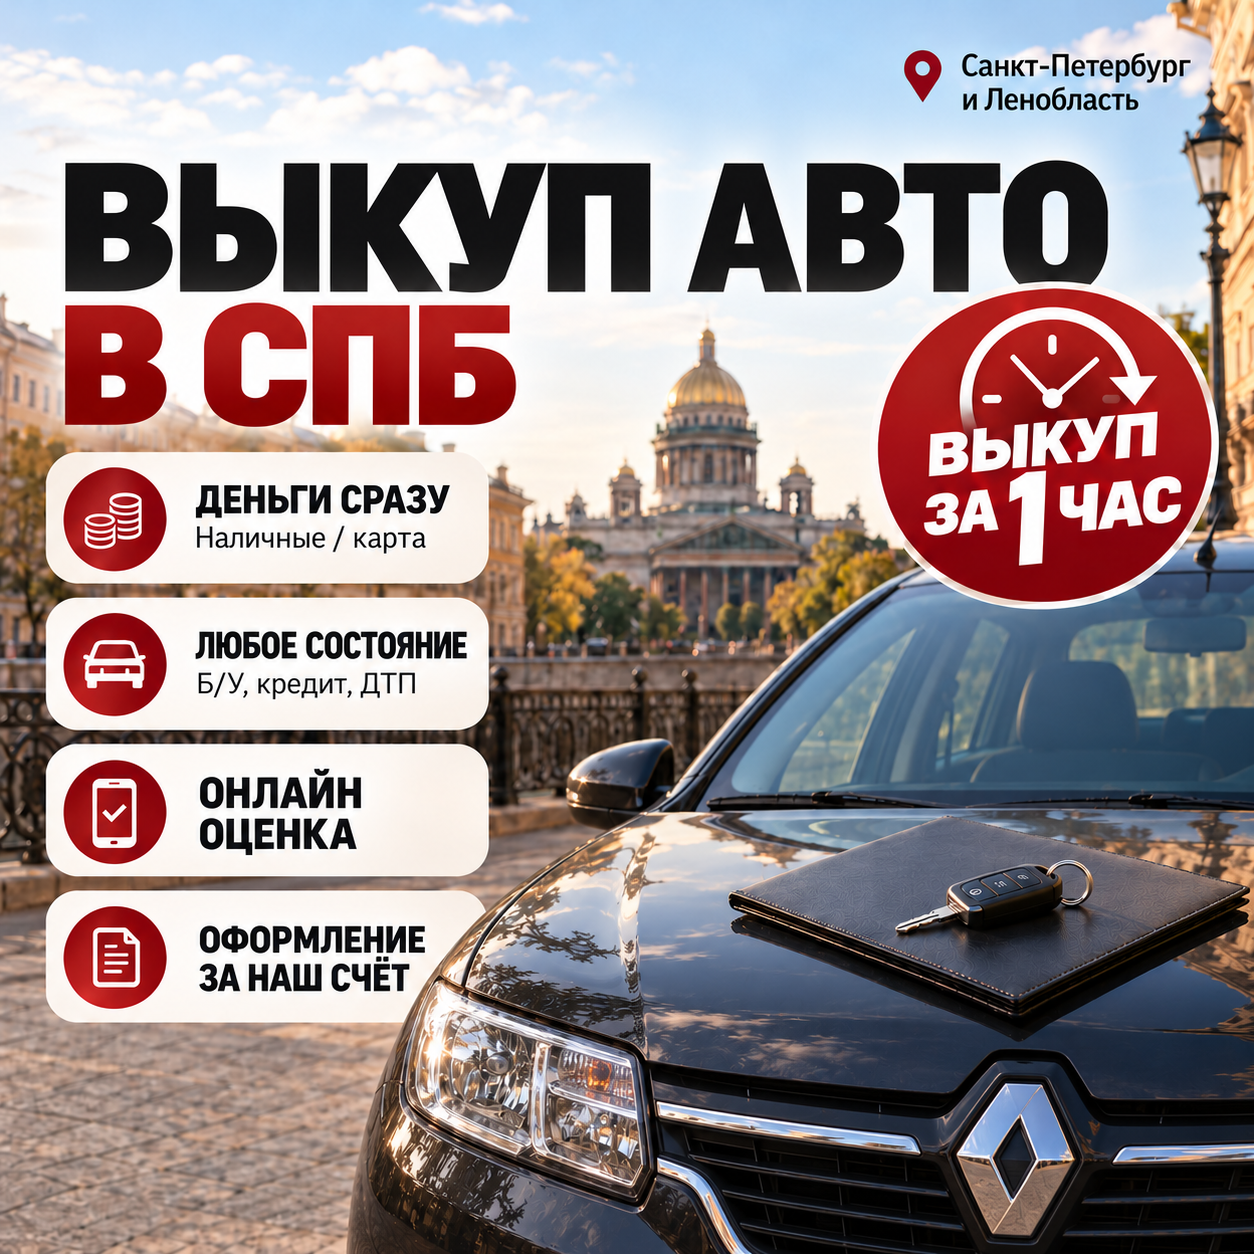 Санкт-Петербург
и Ленобласть
ВЫКУП АВТО
В СПБ
ВЫКУП
ЗА 1 ЧАС
ДЕНЬГИ СРАЗУ
Наличные / карта
ЛЮБОЕ СОСТОЯНИЕ
Б/У, кредит, ДТП
ОНЛАЙН
ОЦЕНКА
ОФОРМЛЕНИЕ
ЗА НАШ СЧЁТ